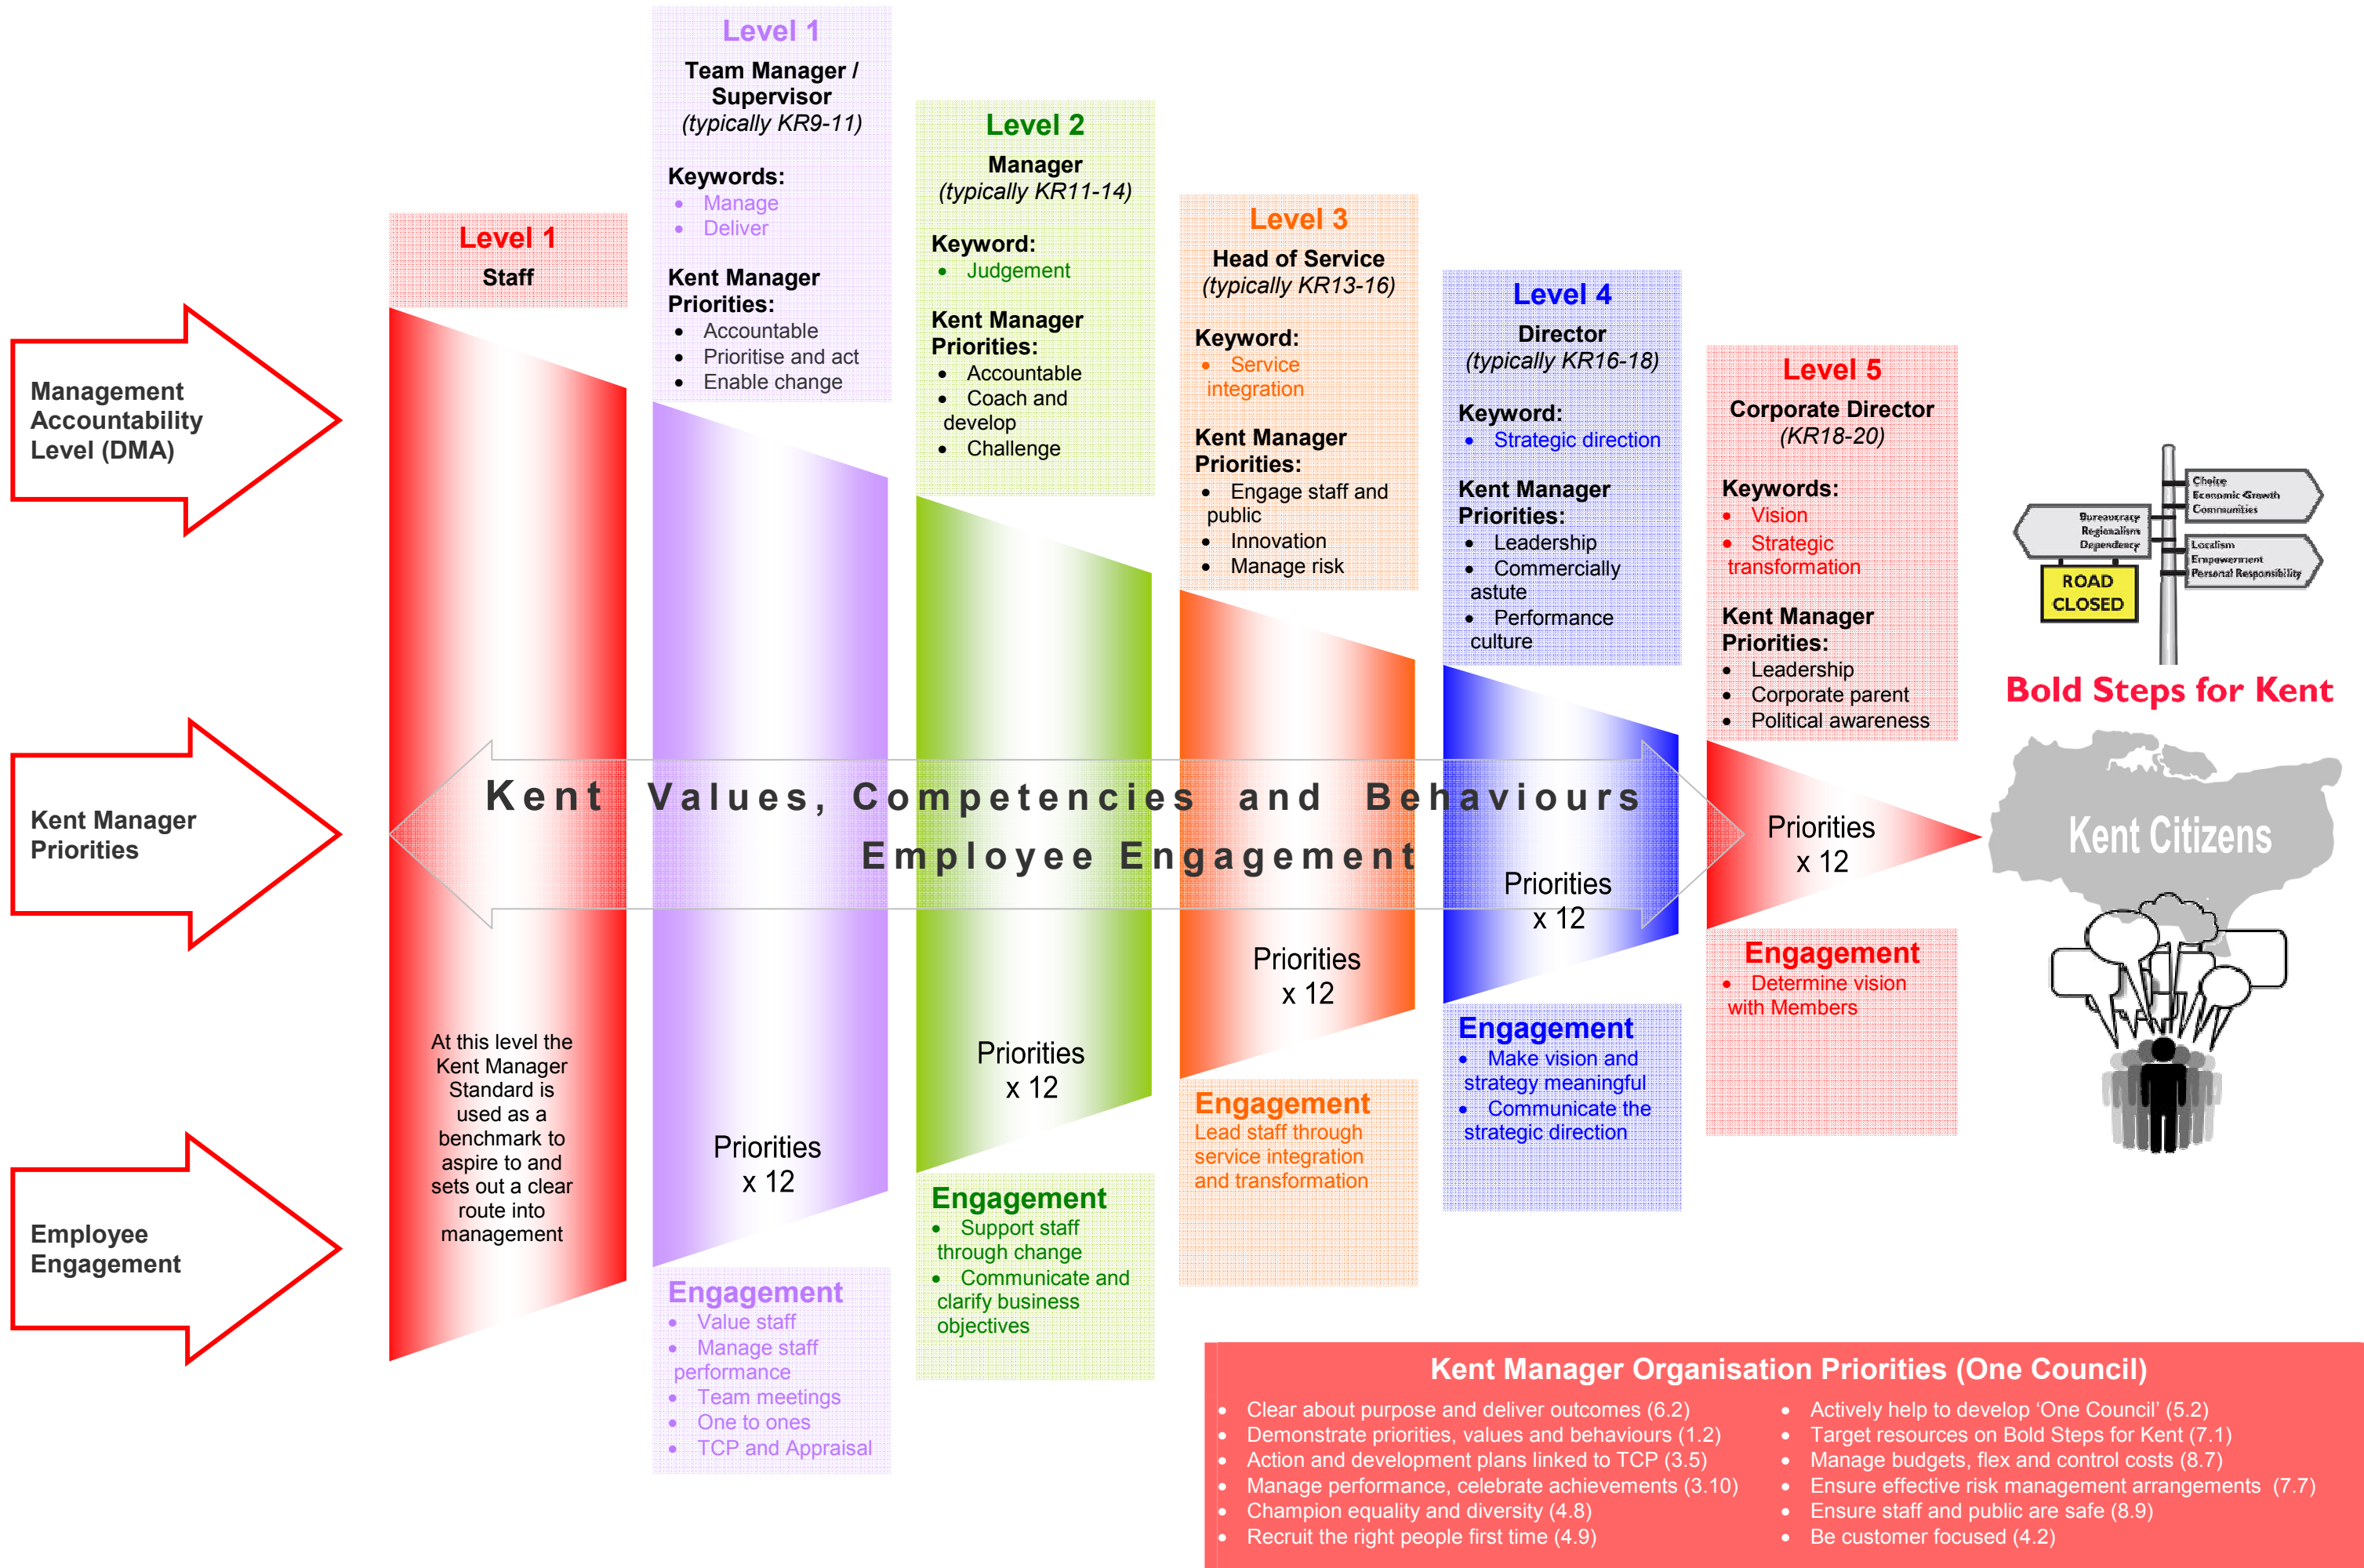 Management
Accountability
Level (DMA)
Kent Manager
Priorities
Employee
Engagement
Level 1
Staff
At this level the
Kent Manager
Standard is
used as a
benchmark to
aspire to and
sets out a clear
route into
management
Level 1
Team Manager /
Supervisor
(typically KR9-11)
Keywords:
• Manage
• Deliver
Kent Manager
Priorities:
• Accountable
• Prioritise and act
• Enable change
Priorities
x 12
Engagement
• Value staff
• Manage staff
performance
• Team meetings
• One to ones
• TCP and Appraisal
Level 2
Manager
(typically KR11-14)
Keyword:
• Judgement
Kent Manager
Priorities:
• Accountable
• Coach and
develop
• Challenge
Priorities
x 12
Engagement
• Support staff
through change
• Communicate and
clarify business
objectives
Level 3
Head of Service
(typically KR13-16)
Keyword:
• Service
integration
Kent Manager
Priorities:
• Engage staff and
public
• Innovation
• Manage risk
Priorities
x 12
Engagement
Lead staff through
service integration
and transformation
Level 4
Director
(typically KR16-18)
Keyword:
• Strategic direction
Kent Manager
Priorities:
• Leadership
• Commercially
astute
• Performance
culture
Priorities
x 12
Engagement
• Make vision and
strategy meaningful
• Communicate the
strategic direction
Level 5
Corporate Director
(KR18-20)
Keywords:
• Vision
• Strategic
transformation
Kent Manager
Priorities:
• Leadership
• Corporate parent
• Political awareness
Priorities
x 12
Engagement
• Determine vision
with Members
Kent Values, Competencies and Behaviours
Employee Engagement
Choice
Economic Growth
Communities
Bureaucracy
Regionalism
Dependency
Localism
Empowerment
Personal Responsibility
ROAD
CLOSED
Bold Steps for Kent
Kent Citizens
Kent Manager Organisation Priorities (One Council)
• Clear about purpose and deliver outcomes (6.2)
• Demonstrate priorities, values and behaviours (1.2)
• Action and development plans linked to TCP (3.5)
• Manage performance, celebrate achievements (3.10)
• Champion equality and diversity (4.8)
• Recruit the right people first time (4.9)
• Actively help to develop ‘One Council’ (5.2)
• Target resources on Bold Steps for Kent (7.1)
• Manage budgets, flex and control costs (8.7)
• Ensure effective risk management arrangements (7.7)
• Ensure staff and public are safe (8.9)
• Be customer focused (4.2)